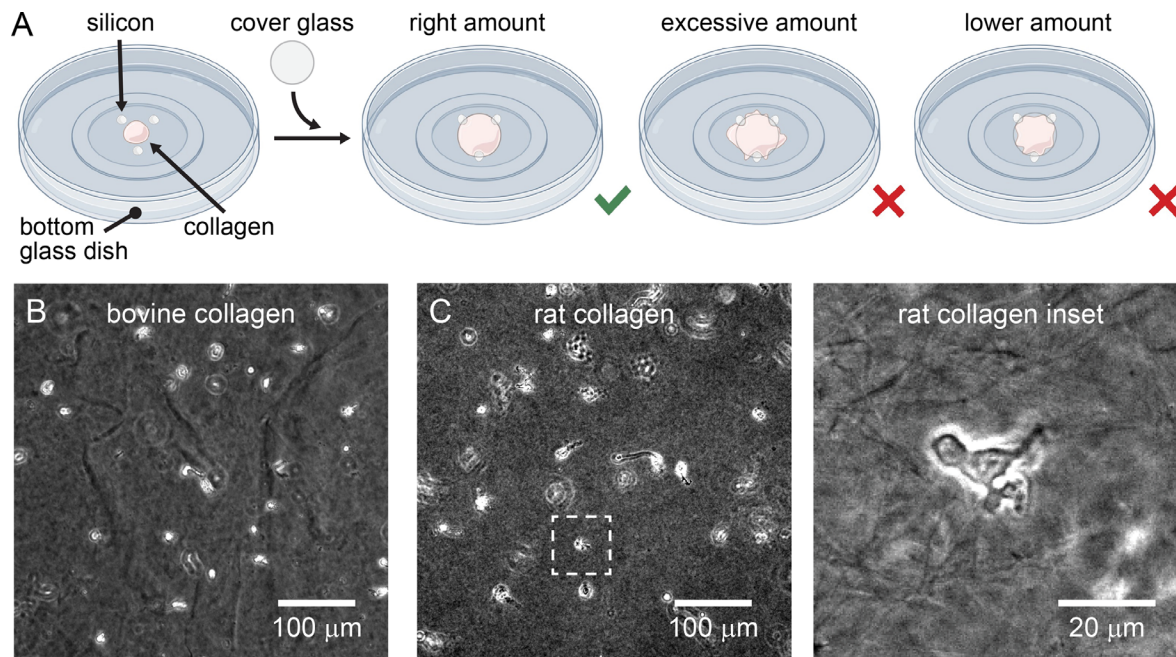 A
silicon
cover glass
right amount
excessive amount
lower amount
bottom
glass dish
collagen
B
bovine collagen
100 μm
C
rat collagen
100 μm
rat collagen inset
20 μm